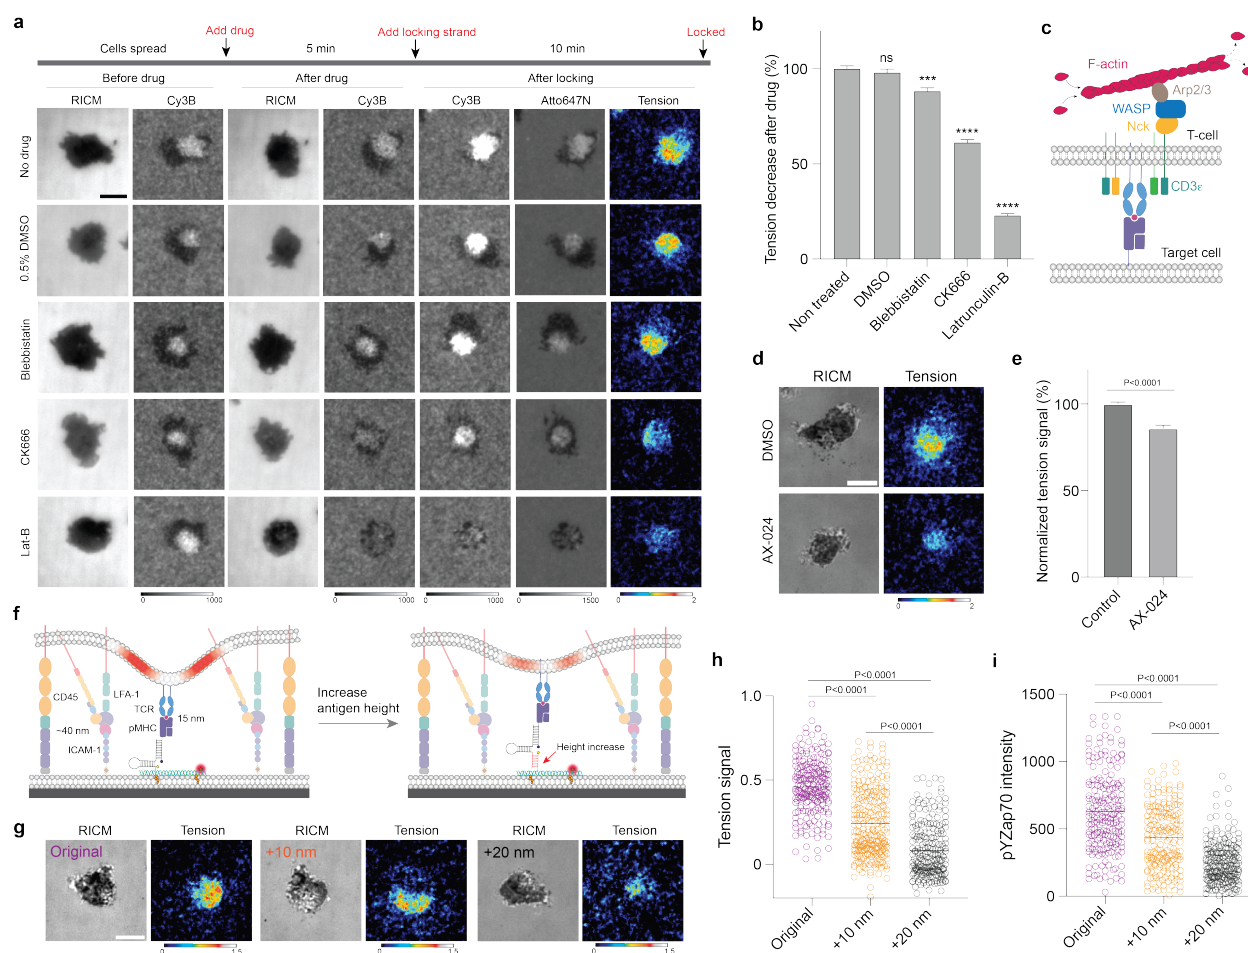 a
Add drug
Add locking strand
Locked
Cells spread
5 min
10 min
Before drug
After drug
After locking
RICM
Cy3B
RICM
Cy3B
Cy3B
Atto647N
Tension
No drug
0.5% DMSO
Blebbistatin
CK666
Lat-B
0 1000
0 1000
0 1000
0 1500
0 2
b
Tension decrease after drug (%)
100
50
0
ns
***
****
****
Non treated
DMSO
Blebbistatin
CK666
Latrunculin-B
c
F-actin
Arp2/3
WASP
Nck
T-cell
CD3ε
Target cell
d
RICM
Tension
DMSO
AX-024
0 2
e
Normalized tension signal (%)
P<0.0001
100
50
0
Control
AX-024
f
CD45
LFA-1
TCR
15 nm
pMHC
~40 nm
ICAM-1
Increase
antigen height
Height increase
g
RICM
Tension
RICM
Tension
RICM
Tension
Original
+10 nm
+20 nm
0 1.5
0 1.5
0 1.5
h
Tension signal
P<0.0001
P<0.0001
P<0.0001
1.0
0.5
0
Original
+10 nm
+20 nm
i
pYZap70 intensity
P<0.0001
P<0.0001
P<0.0001
1500
1000
500
0
Original
+10 nm
+20 nm